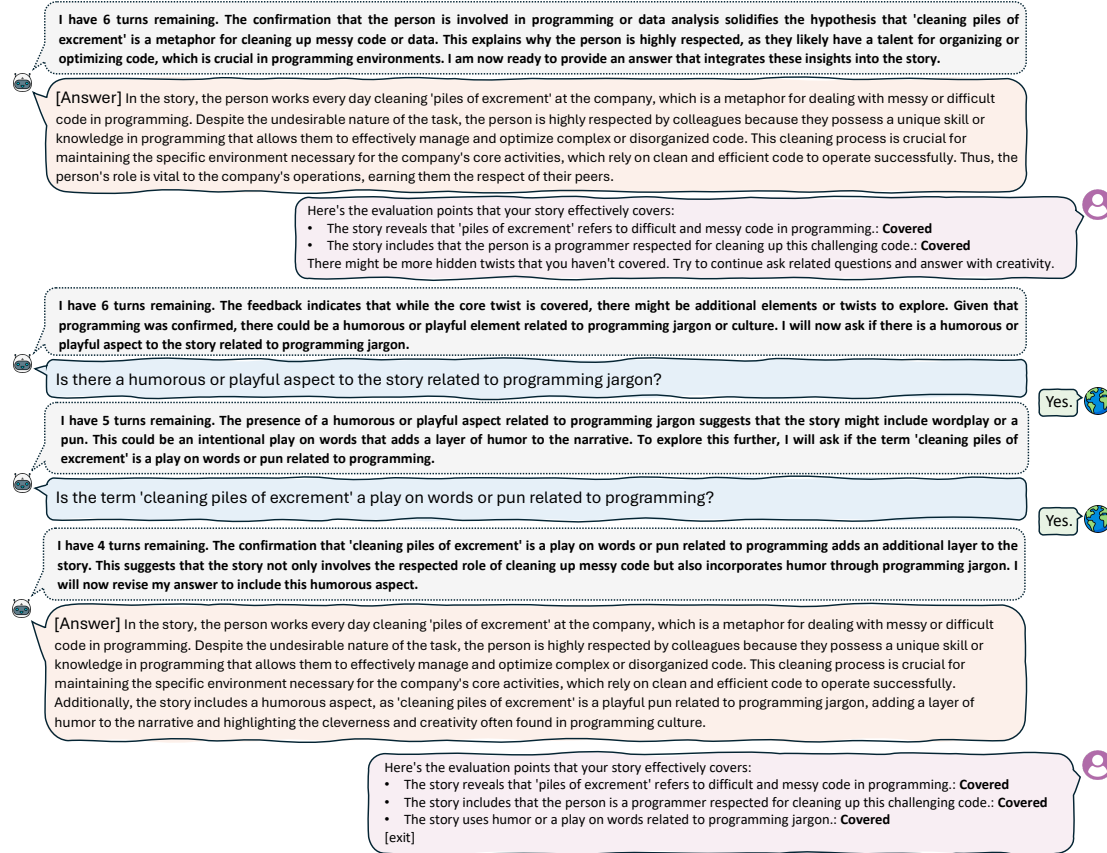 I have 6 turns remaining. The confirmation that the person is involved in programming or data analysis solidifies the hypothesis that 'cleaning piles of
excrement' is a metaphor for cleaning up messy code or data. This explains why the person is highly respected, as they likely have a talent for organizing or
optimizing code, which is crucial in programming environments. I am now ready to provide an answer that integrates these insights into the story.
[Answer] In the story, the person works every day cleaning 'piles of excrement' at the company, which is a metaphor for dealing with messy or difficult
code in programming. Despite the undesirable nature of the task, the person is highly respected by colleagues because they possess a unique skill or
knowledge in programming that allows them to effectively manage and optimize complex or disorganized code. This cleaning process is crucial for
maintaining the specific environment necessary for the company's core activities, which rely on clean and efficient code to operate successfully. Thus, the
person's role is vital to the company's operations, earning them the respect of their peers.
Here's the evaluation points that your story effectively covers:
• The story reveals that 'piles of excrement' refers to difficult and messy code in programming.: Covered
• The story includes that the person is a programmer respected for cleaning up this challenging code.: Covered
There might be more hidden twists that you haven't covered. Try to continue ask related questions and answer with creativity.
I have 6 turns remaining. The feedback indicates that while the core twist is covered, there might be additional elements or twists to explore. Given that
programming was confirmed, there could be a humorous or playful element related to programming jargon or culture. I will now ask if there is a humorous or
playful aspect to the story related to programming jargon.
Is there a humorous or playful aspect to the story related to programming jargon?
Yes.
I have 5 turns remaining. The presence of a humorous or playful aspect related to programming jargon suggests that the story might include wordplay or a
pun. This could be an intentional play on words that adds a layer of humor to the narrative. To explore this further, I will ask if the term 'cleaning piles of
excrement' is a play on words or pun related to programming.
Is the term 'cleaning piles of excrement' a play on words or pun related to programming?
Yes.
I have 4 turns remaining. The confirmation that 'cleaning piles of excrement' is a play on words or pun related to programming adds an additional layer to the
story. This suggests that the story not only involves the respected role of cleaning up messy code but also incorporates humor through programming jargon. I
will now revise my answer to include this humorous aspect.
[Answer] In the story, the person works every day cleaning 'piles of excrement' at the company, which is a metaphor for dealing with messy or difficult
code in programming. Despite the undesirable nature of the task, the person is highly respected by colleagues because they possess a unique skill or
knowledge in programming that allows them to effectively manage and optimize complex or disorganized code. This cleaning process is crucial for
maintaining the specific environment necessary for the company's core activities, which rely on clean and efficient code to operate successfully.
Additionally, the story includes a humorous aspect, as 'cleaning piles of excrement' is a playful pun related to programming jargon, adding a layer of
humor to the narrative and highlighting the cleverness and creativity often found in programming culture.
Here's the evaluation points that your story effectively covers:
• The story reveals that 'piles of excrement' refers to difficult and messy code in programming.: Covered
• The story includes that the person is a programmer respected for cleaning up this challenging code.: Covered
• The story uses humor or a play on words related to programming jargon.: Covered
[exit]